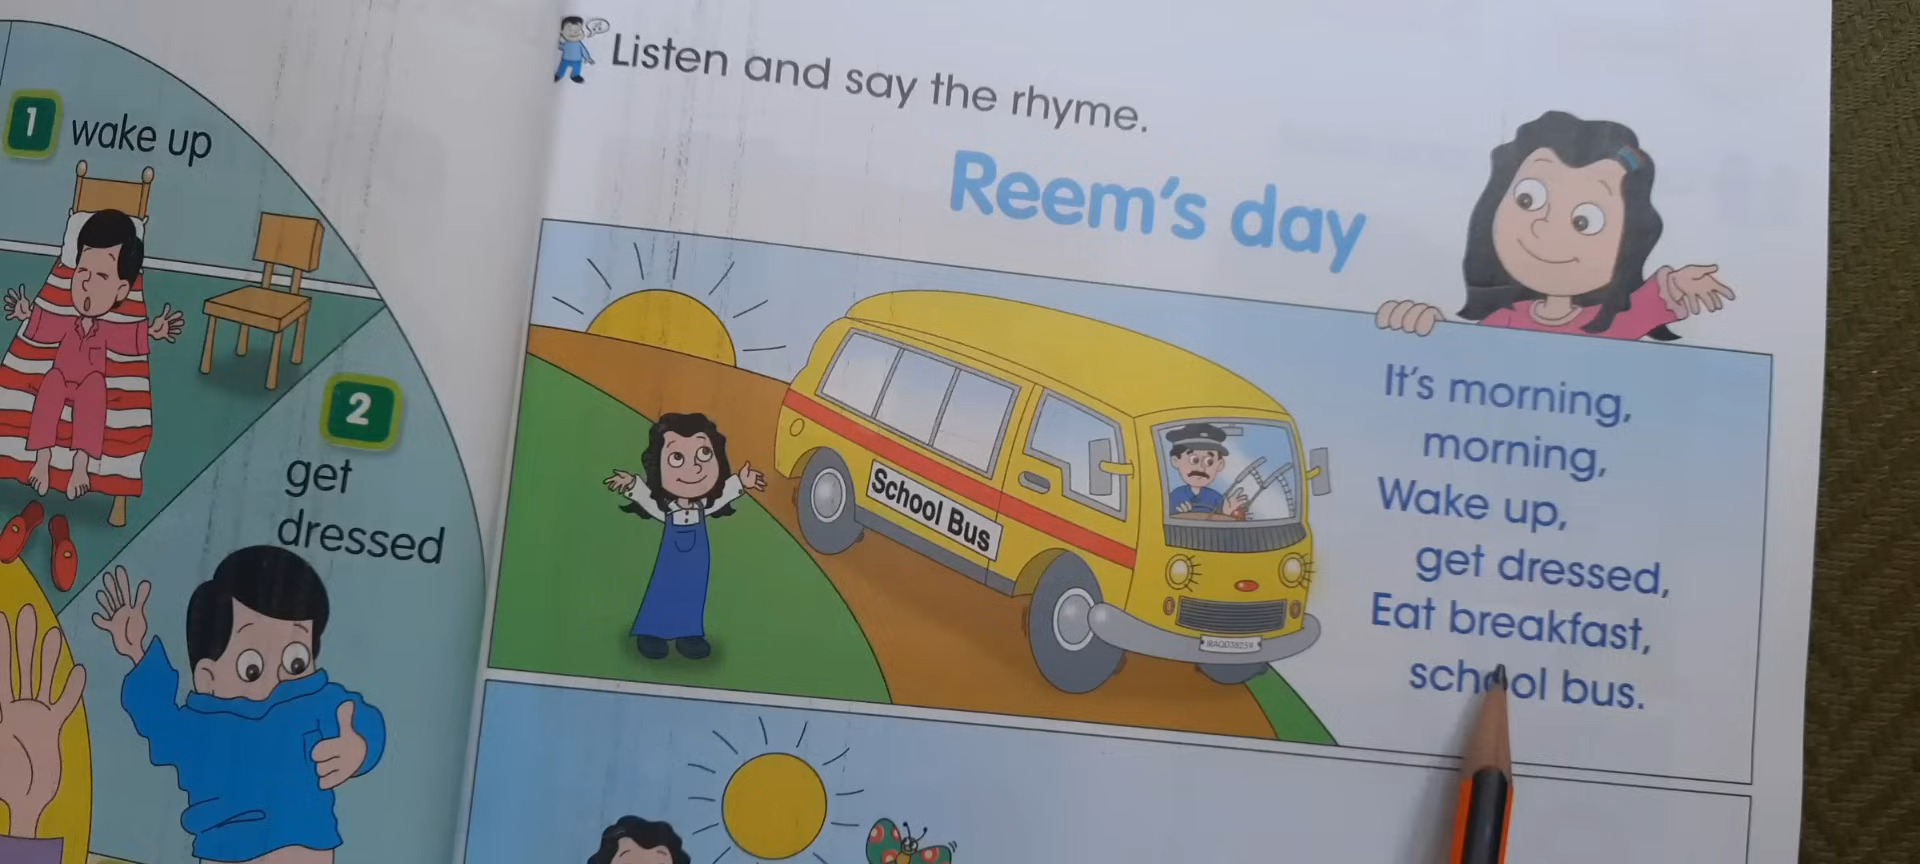 1 wake up
2
get
dressed
Listen and say the rhyme.
Reem's day
School Bus
It's morning,
morning,
Wake up,
get dressed,
Eat breakfast,
school bus.